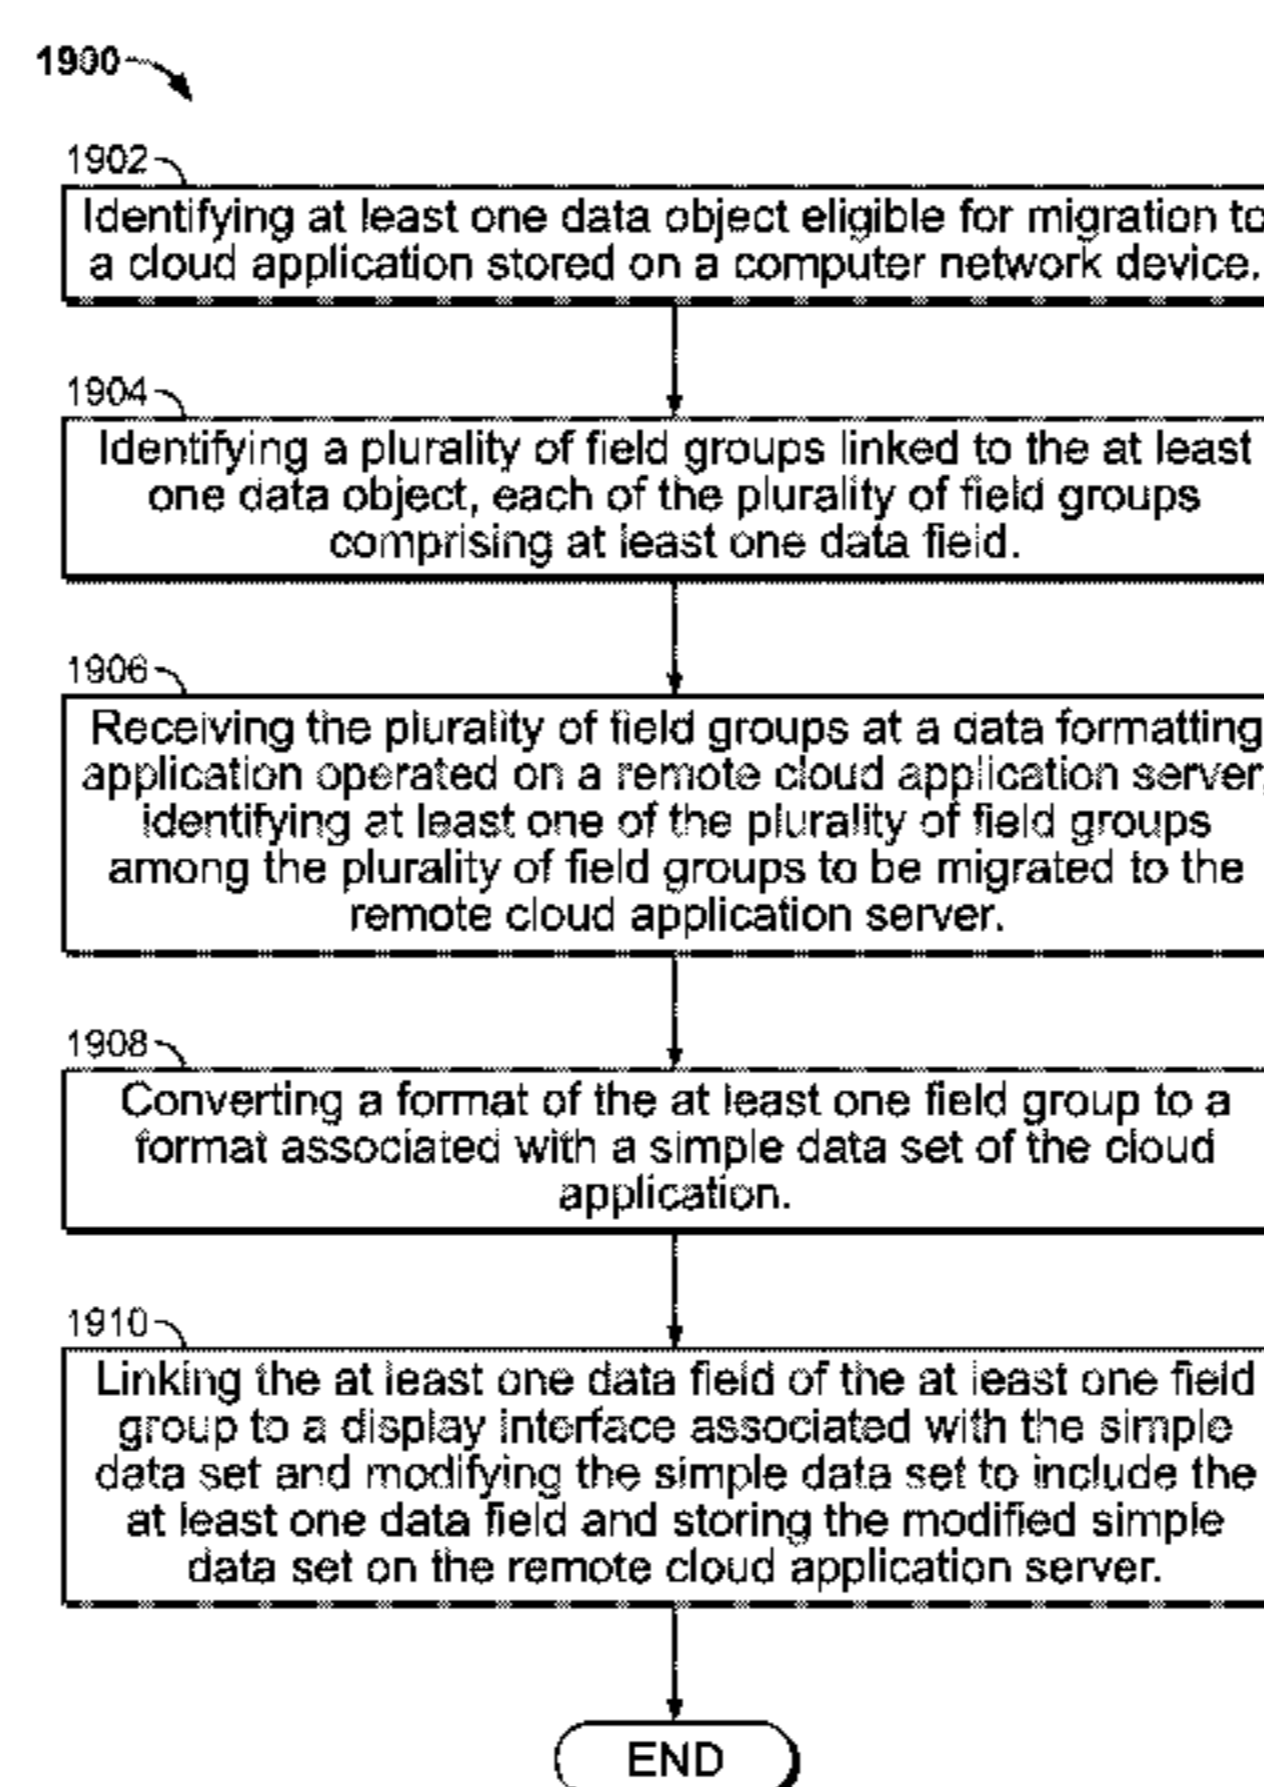 1900
1902
Identifying at least one data object eligible for migration to
a cloud application stored on a computer network device.
1904
Identifying a plurality of field groups linked to the at least
one data object, each of the plurality of field groups
comprising at least one data field.
1906
Receiving the plurality of field groups at a data formatting
application operated on a remote cloud application server,
identifying at least one of the plurality of field groups
among the plurality of field groups to be migrated to the
remote cloud application server.
1908
Converting a format of the at least one field group to a
format associated with a simple data set of the cloud
application.
1910
Linking the at least one data field of the at least one field
group to a display interface associated with the simple
data set and modifying the simple data set to include the
at least one data field and storing the modified simple
data set on the remote cloud application server.
END